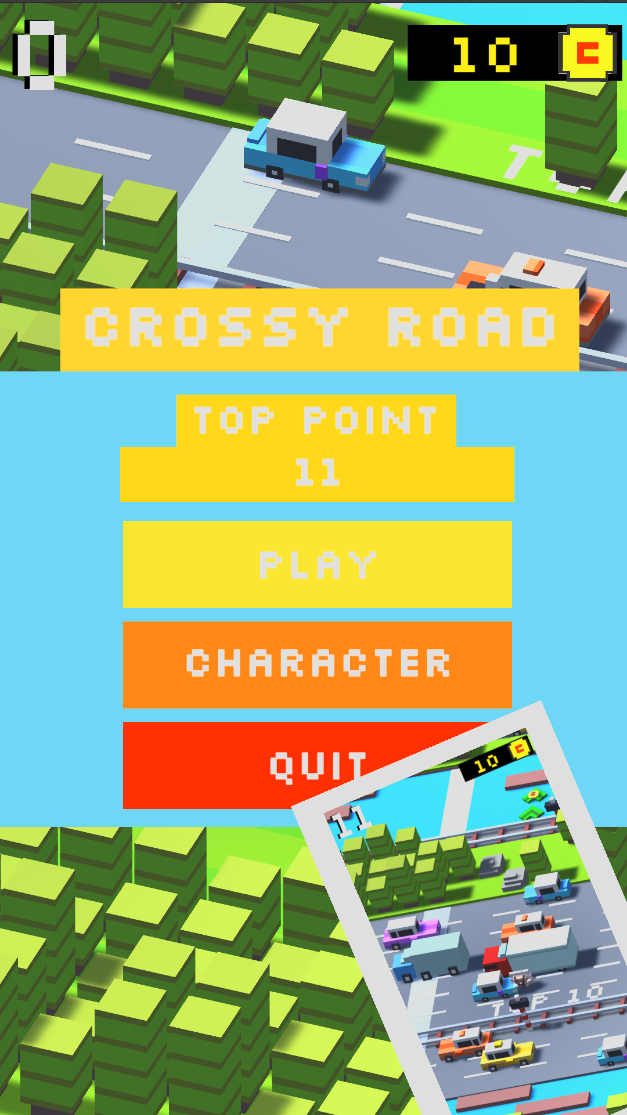 0
10
CROSSY ROAD
TOP POINT
11
PLAY
CHARACTER
QUIT
10
11
TOP 10